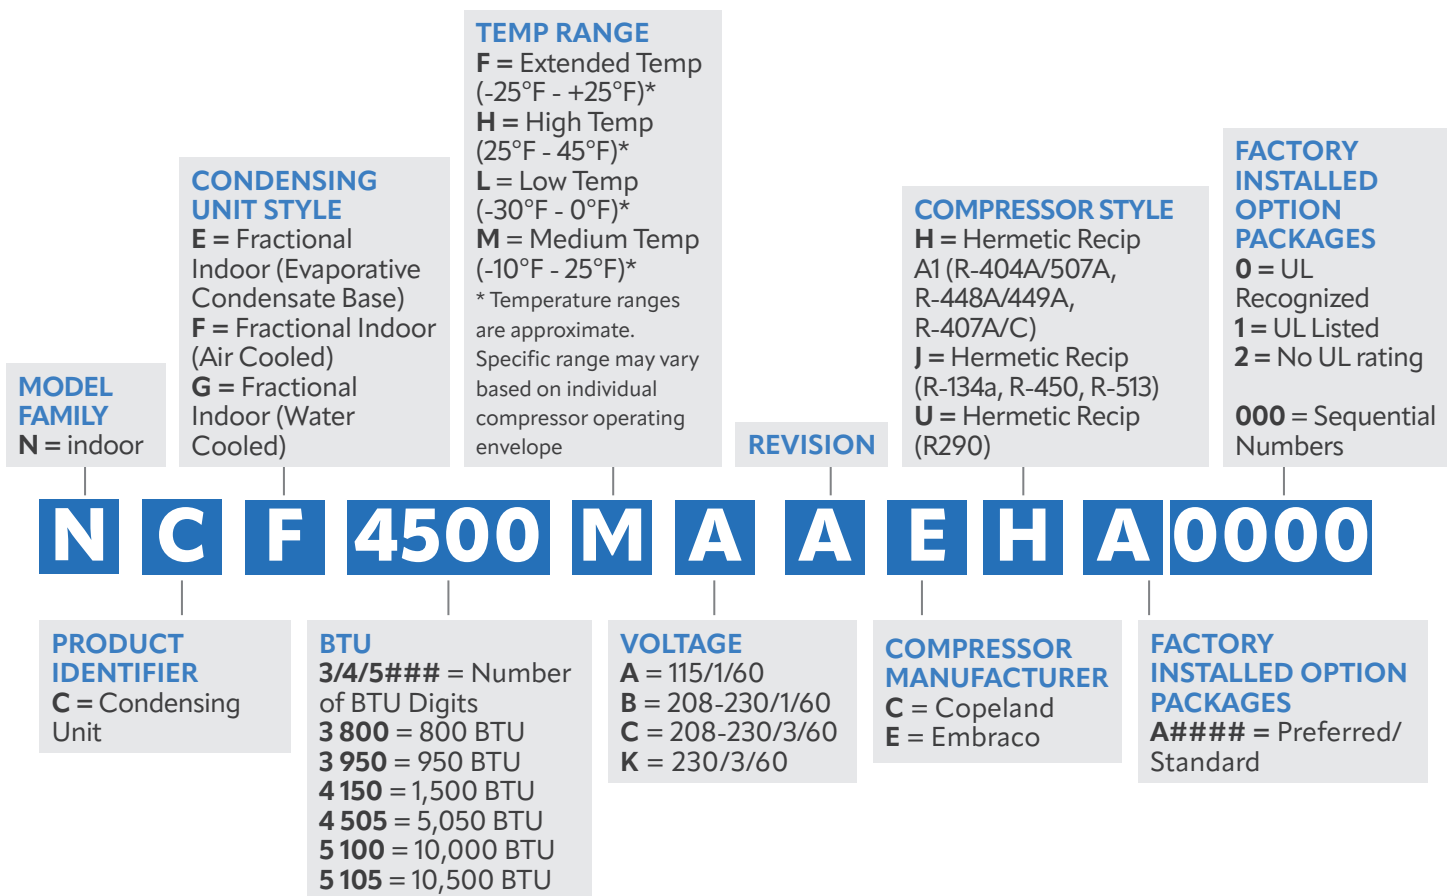 TEMP RANGE
F = Extended Temp
(-25°F - +25°F)*
H = High Temp
(25°F - 45°F)*
L = Low Temp
(-30°F - 0°F)*
M = Medium Temp
(-10°F - 25°F)*
* Temperature ranges
are approximate.
Specific range may vary
based on individual
compressor operating
envelope
CONDENSING
UNIT STYLE
E = Fractional
Indoor (Evaporative
Condensate Base)
F = Fractional Indoor
(Air Cooled)
G = Fractional
Indoor (Water
Cooled)
MODEL
FAMILY
N = indoor
REVISION
COMPRESSOR STYLE
H = Hermetic Recip
A1 (R-404A/507A,
R-448A/449A,
R-407A/C)
J = Hermetic Recip
(R-134a, R-450, R-513)
U = Hermetic Recip
(R290)
FACTORY
INSTALLED
OPTION
PACKAGES
0 = UL
Recognized
1 = UL Listed
2 = No UL rating
000 = Sequential
Numbers
N C F 4500 M A A E H A 0000
PRODUCT
IDENTIFIER
C = Condensing
Unit
BTU
3/4/5### = Number
of BTU Digits
3 800 = 800 BTU
3 950 = 950 BTU
4 150 = 1,500 BTU
4 505 = 5,050 BTU
5 100 = 10,000 BTU
5 105 = 10,500 BTU
VOLTAGE
A = 115/1/60
B = 208-230/1/60
C = 208-230/3/60
K = 230/3/60
COMPRESSOR
MANUFACTURER
C = Copeland
E = Embraco
FACTORY
INSTALLED OPTION
PACKAGES
A#### = Preferred/
Standard